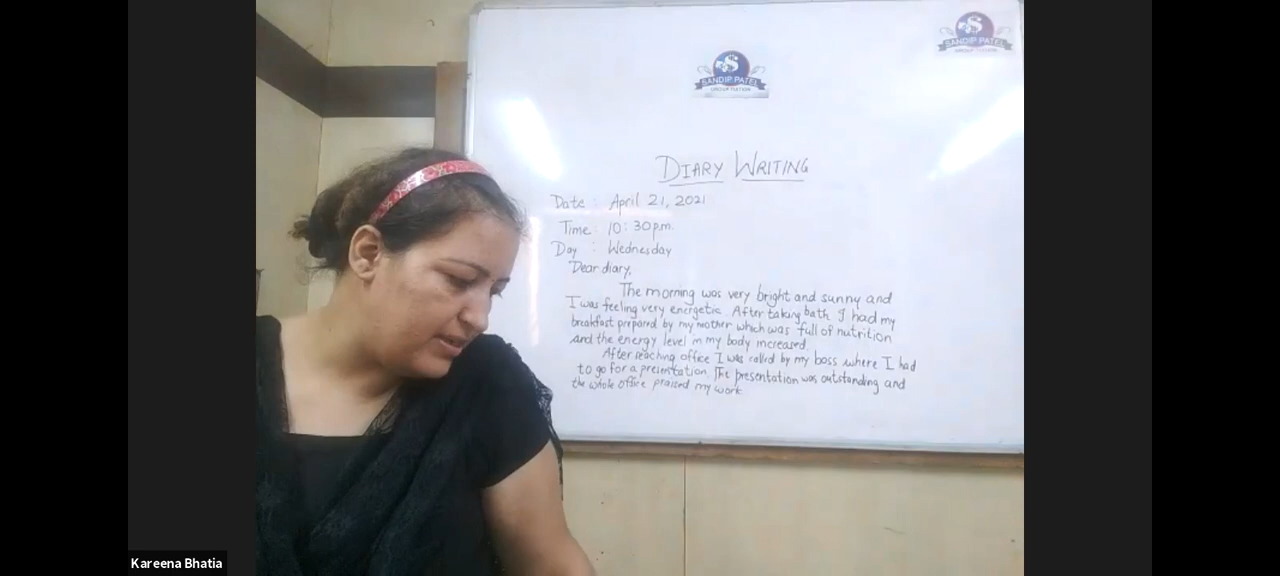 SANDIP PATEL
GROUP TUITION
SANDIP PATEL
GROUP TUITION
DIARY WRITING
Date : April 21, 2021
Time : 10 : 30 p.m.
Day : Wednesday
Dear diary,
The morning was very bright and sunny and
I was feeling very energetic. After taking bath I had my
breakfast prepared by my mother which was full of nutrition
and the energy level in my body increased.
After reaching office I was called by my boss where I had
to go for a presentation. The presentation was outstanding and
the whole office praised my work
Kareena Bhatia